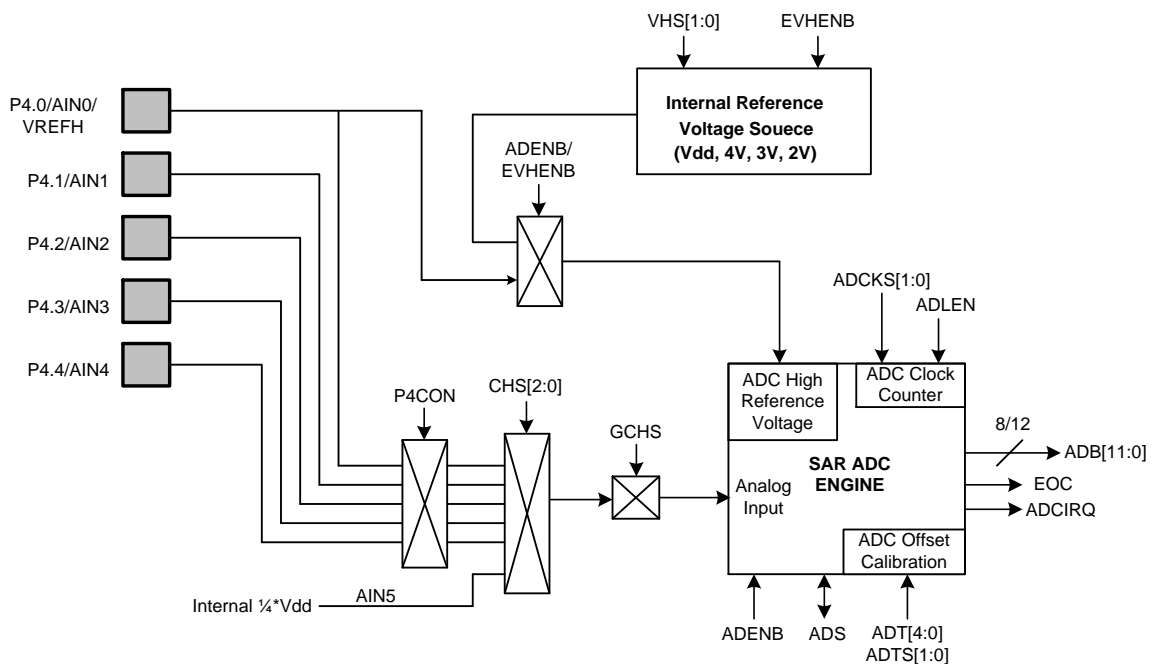 VHS[1:0]
EVHENB
P4.0/AIN0/
VREFH
Internal Reference
Voltage Souece
(Vdd, 4V, 3V, 2V)
ADENB/
EVHENB
P4.1/AIN1
P4.2/AIN2
P4.3/AIN3
P4.4/AIN4
ADCKS[1:0]
ADLEN
P4CON
CHS[2:0]
GCHS
ADC High
Reference
Voltage
ADC Clock
Counter
8/12
ADB[11:0]
SAR ADC
ENGINE
Analog
Input
EOC
ADCIRQ
ADC Offset
Calibration
Internal ¼*Vdd
AIN5
ADENB
ADS
ADT[4:0]
ADTS[1:0]